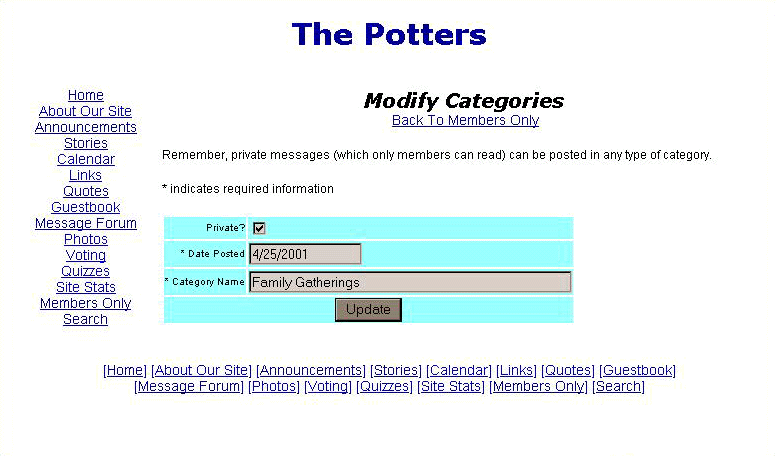 The Potters
Home
About Our Site
Announcements
Stories
Calendar
Links
Quotes
Guestbook
Message Forum
Photos
Voting
Quizzes
Site Stats
Members Only
Search
Modify Categories
Back To Members Only
Remember, private messages (which only members can read) can be posted in any type of category.
* indicates required information
Private?
* Date Posted 4/25/2001
* Category Name Family Gatherings
Update
[Home] [About Our Site] [Announcements] [Stories] [Calendar] [Links] [Quotes] [Guestbook]
[Message Forum] [Photos] [Voting] [Quizzes] [Site Stats] [Members Only] [Search]